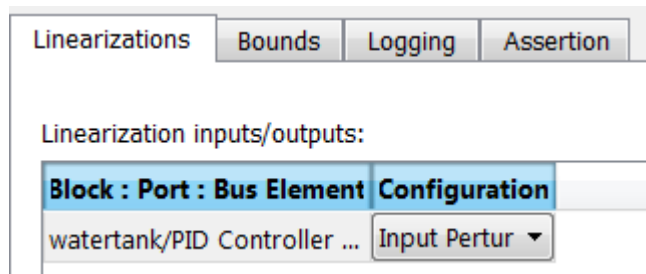 Linearizations Bounds Logging Assertion
Linearization inputs/outputs:
Block : Port : Bus Element Configuration
watertank/PID Controller ... Input Pertur